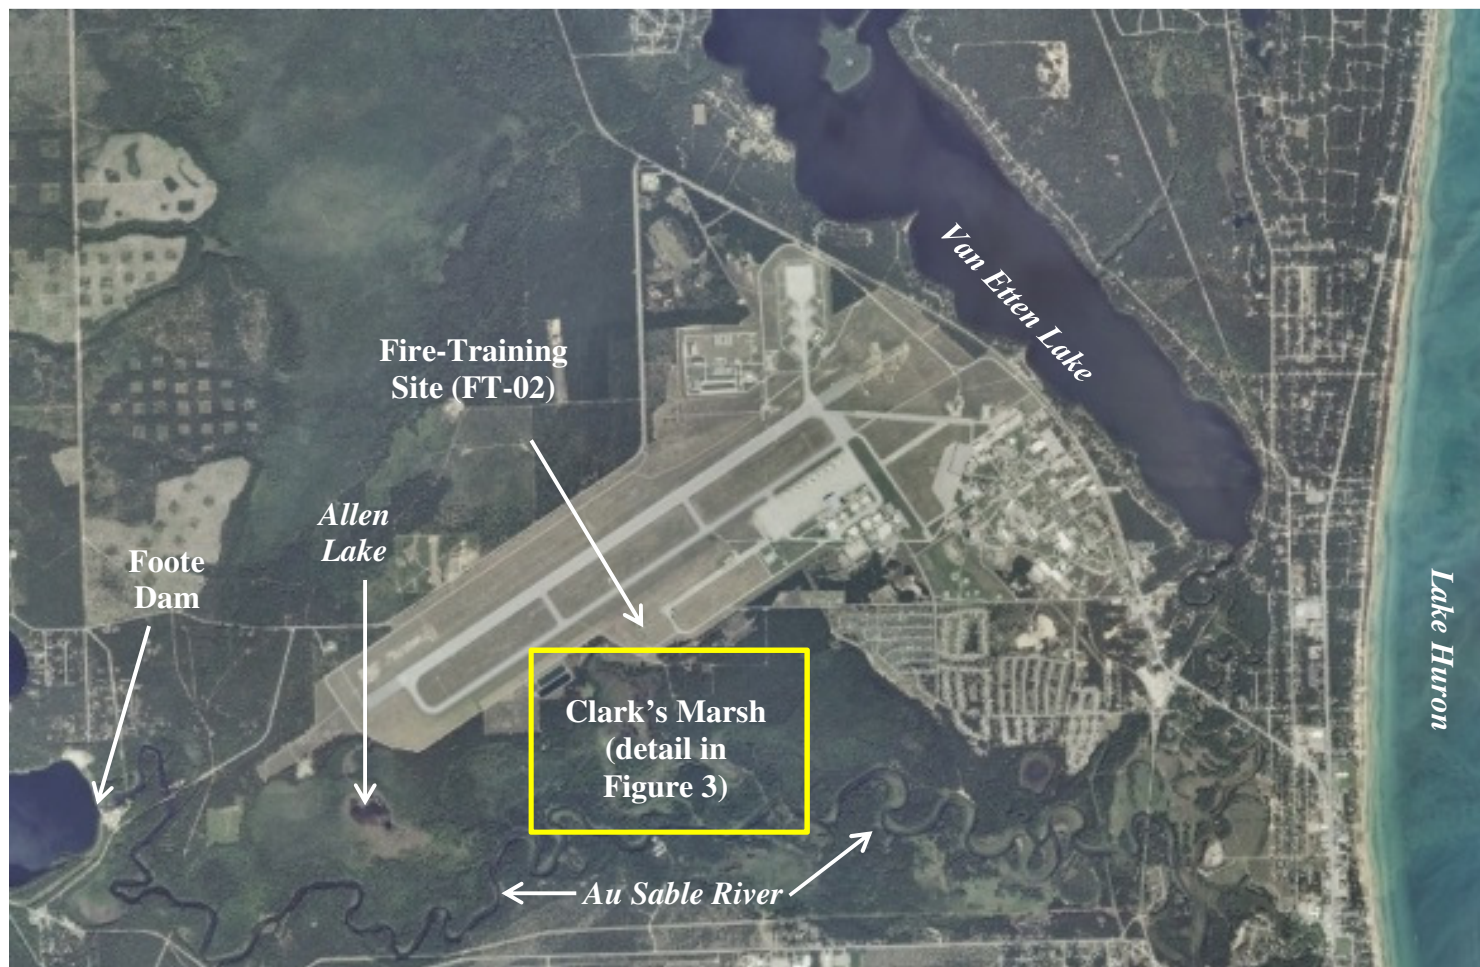 Van Etten Lake
Fire-Training
Site (FT-02)
Allen
Lake
Foote
Dam
Lake Huron
Clark’s Marsh
(detail in
Figure 3)
Au Sable River